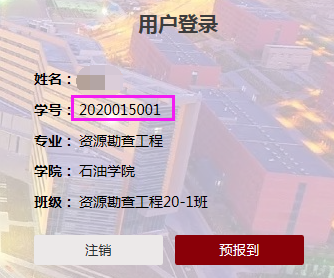 用户登录
姓名：
学号：2020015001
专业：资源勘查工程
学院：石油学院
班级：资源勘查工程20-1班
注销 预报到